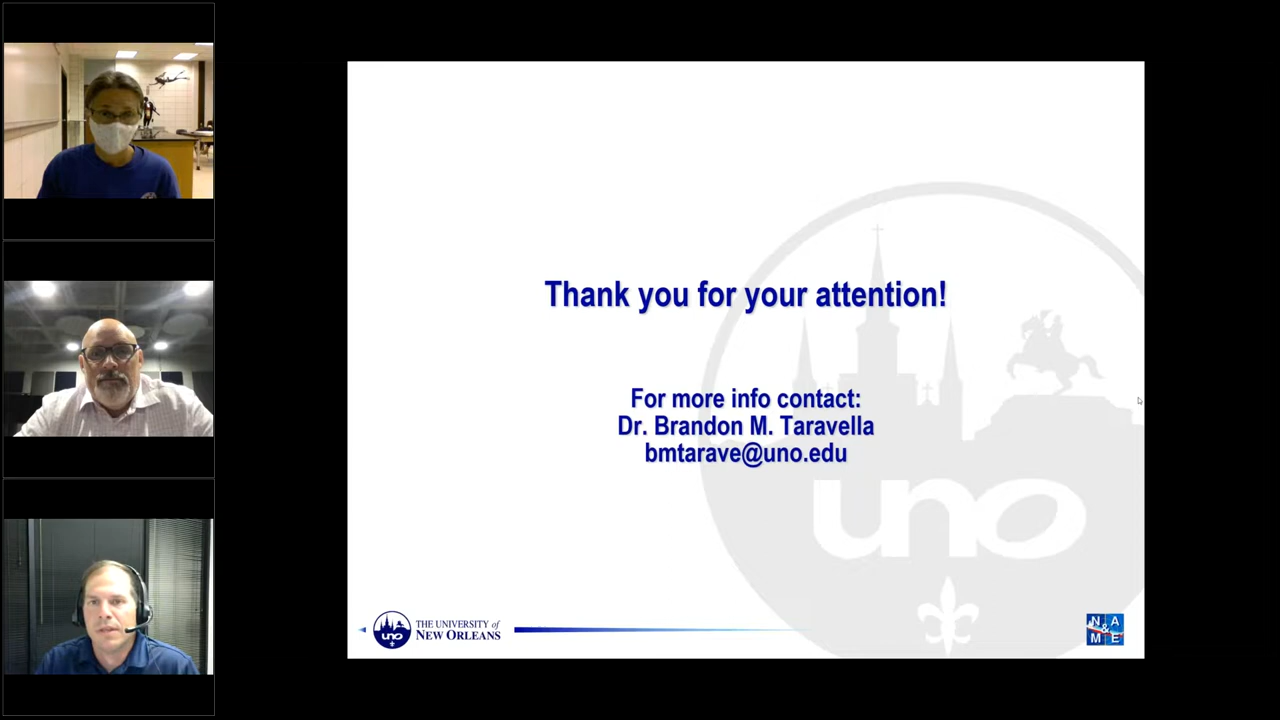 Thank you for your attention!
For more info contact:
Dr. Brandon M. Taravella
bmtarave@uno.edu
uno
uno
THE UNIVERSITY of
NEW ORLEANS
N A
&
M E